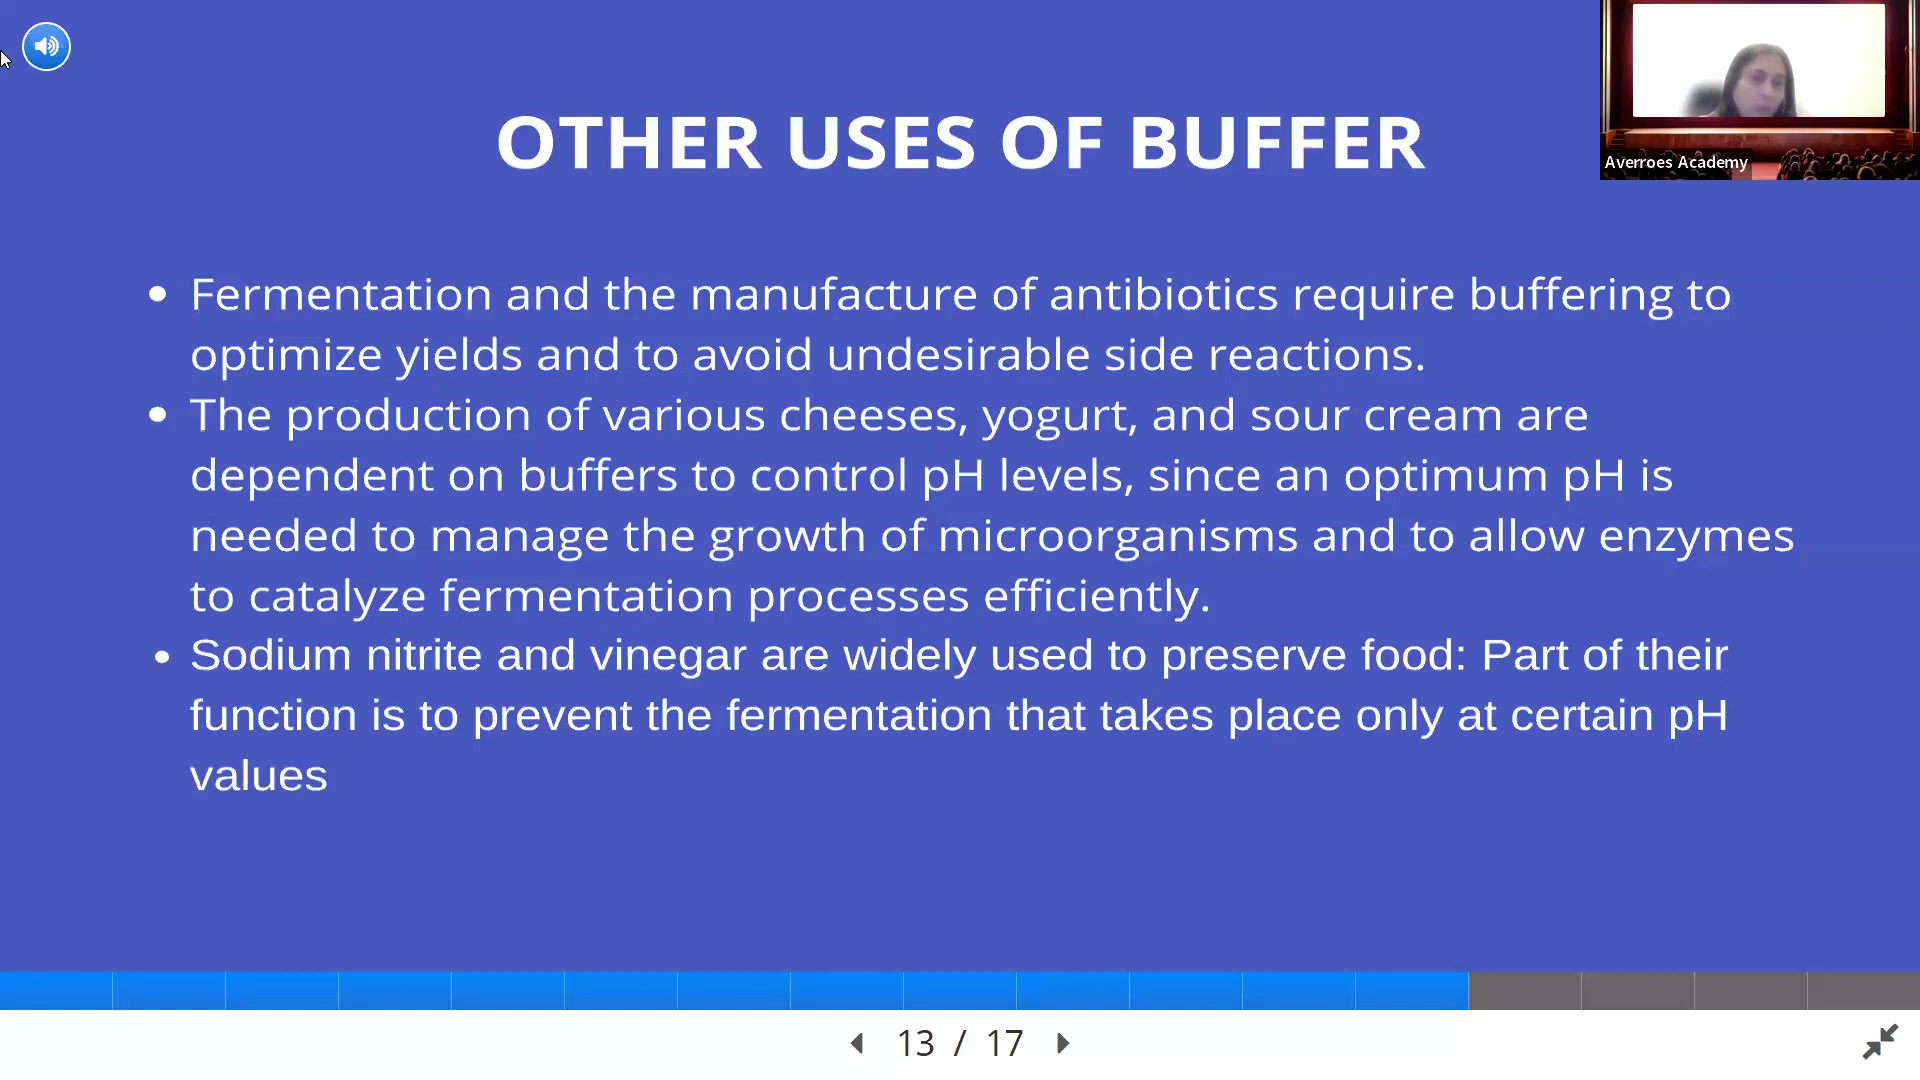 OTHER USES OF BUFFER
Averroes Academy
• Fermentation and the manufacture of antibiotics require buffering to
optimize yields and to avoid undesirable side reactions.
• The production of various cheeses, yogurt, and sour cream are
dependent on buffers to control pH levels, since an optimum pH is
needed to manage the growth of microorganisms and to allow enzymes
to catalyze fermentation processes efficiently.
• Sodium nitrite and vinegar are widely used to preserve food: Part of their
function is to prevent the fermentation that takes place only at certain pH
values
13 / 17